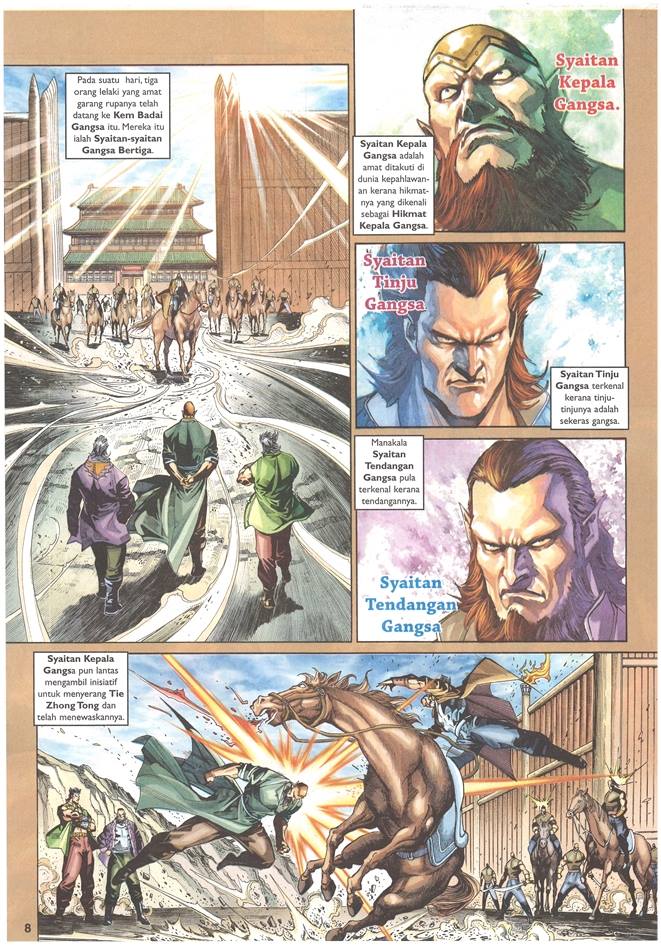 Pada suatu hari, tiga
orang lelaki yang amat
garang rupanya telah
datang ke Kem Badai
Gangsa itu. Mereka itu
ialah Syaitan-syaitan
Gangsa Bertiga.
Syaitan
Kepala
Gangsa.
Syaitan Kepala
Gangsa adalah
amat ditakuti di
dunia kepahlawan-
an kerana hikmat-
nya yang dikenali
sebagai Hikmat
Kepala Gangsa.
Syaitan
Tinju
Gangsa
Syaitan Tinju
Gangsa terkenal
kerana tinju-
tinjunya adalah
sekeras gangsa.
Manakala
Syaitan
Tendangan
Gangsa pula
terkenal kerana
tendangannya.
Syaitan
Tendangan
Gangsa
Syaitan Kepala
Gangsa pun lantas
mengambil inisiatif
untuk menyerang Tie
Zhong Tong dan
telah menewaskannya.
8